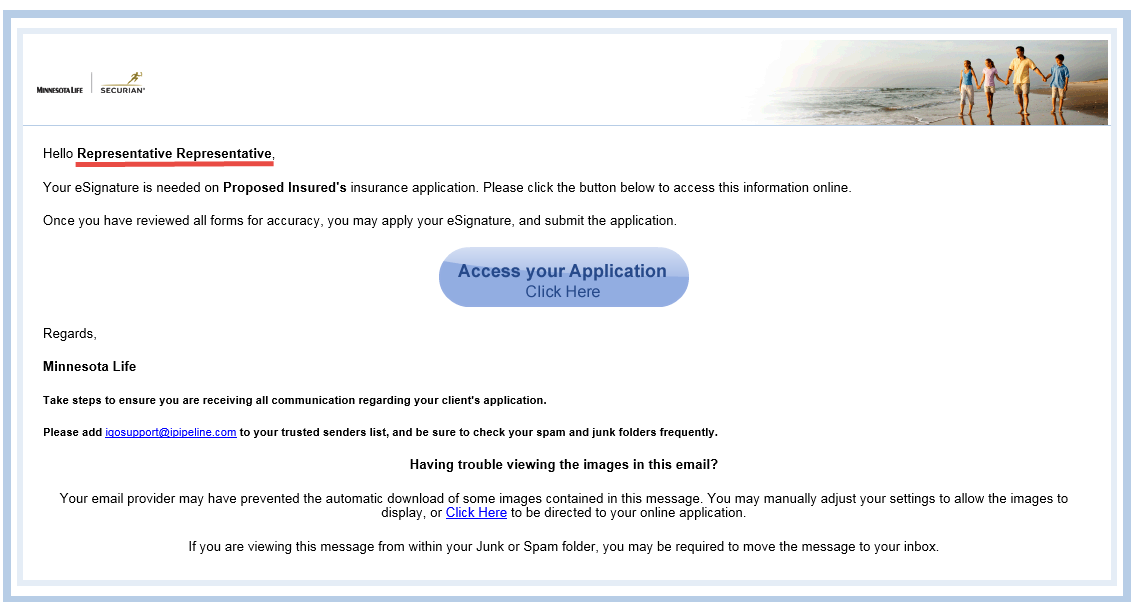 MINNESOTA LIFE
SECURIAN®
Hello Representative Representative,
Your eSignature is needed on Proposed Insured's insurance application. Please click the button below to access this information online.
Once you have reviewed all forms for accuracy, you may apply your eSignature, and submit the application.
Access your Application
Click Here
Regards,
Minnesota Life
Take steps to ensure you are receiving all communication regarding your client's application.
Please add iqosupport@ipipeline.com to your trusted senders list, and be sure to check your spam and junk folders frequently.
Having trouble viewing the images in this email?
Your email provider may have prevented the automatic download of some images contained in this message. You may manually adjust your settings to allow the images to
display, or Click Here to be directed to your online application.
If you are viewing this message from within your Junk or Spam folder, you may be required to move the message to your inbox.